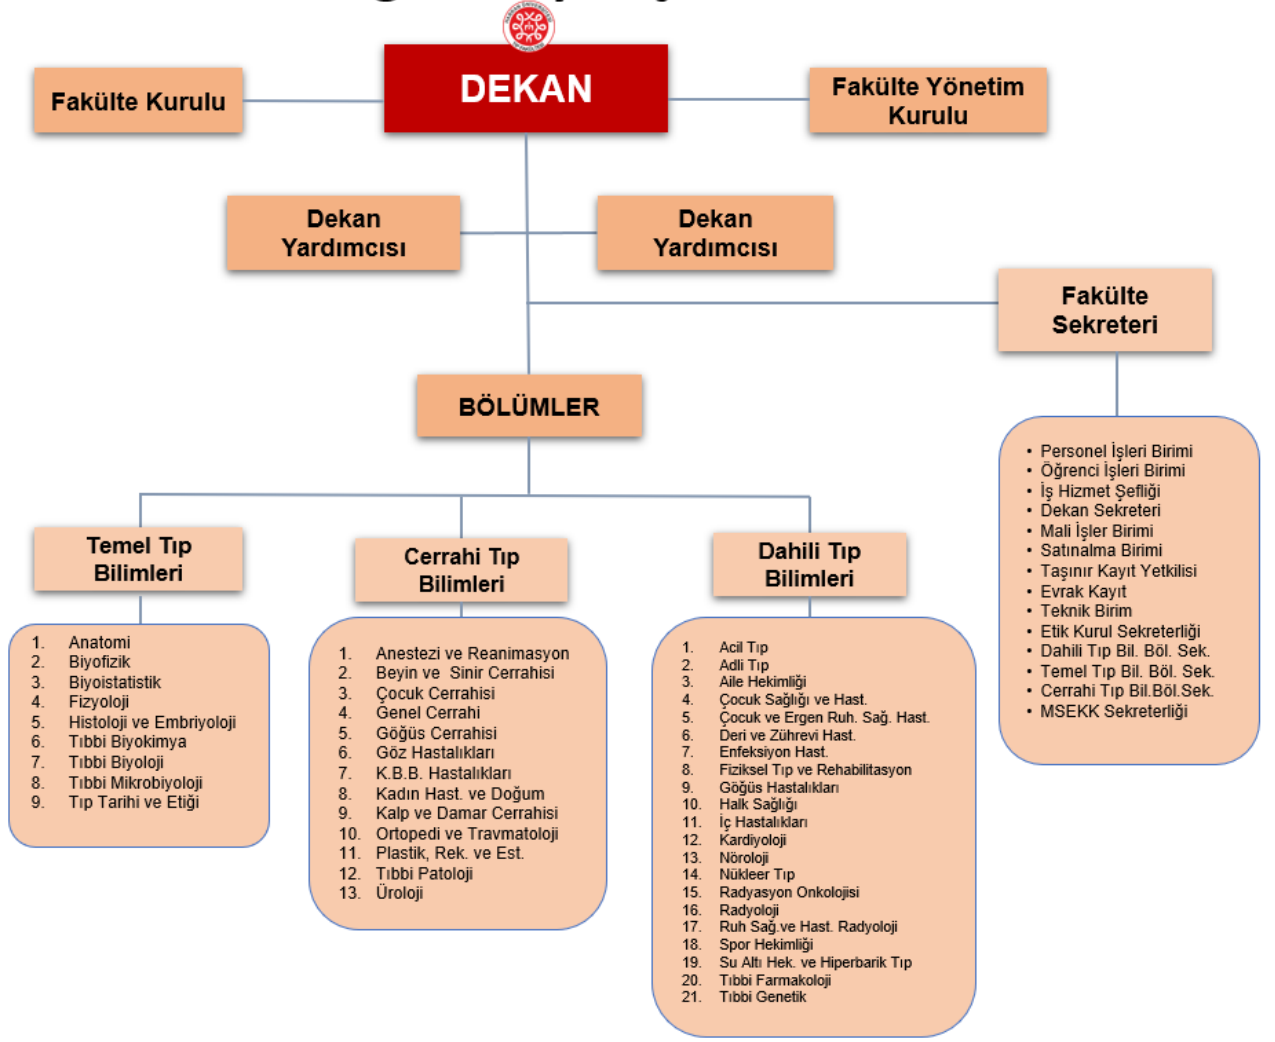 DEKAN
Fakülte Kurulu
Fakülte Yönetim
Kurulu
Dekan
Yardımcısı
Dekan
Yardımcısı
Fakülte
Sekreteri
BÖLÜMLER
• Personel İşleri Birimi
• Öğrenci İşleri Birimi
• İş Hizmet Şefliği
• Dekan Sekreteri
• Mali İşler Birimi
• Satınalma Birimi
• Taşınır Kayıt Yetkilisi
• Evrak Kayıt
• Teknik Birim
• Etik Kurul Sekreterliği
• Dahili Tıp Bil. Böl. Sek.
• Temel Tıp Bil. Böl. Sek.
• Cerrahi Tıp Bil.Böl.Sek.
• MSEKK Sekreterliği
Temel Tıp
Bilimleri
1. Anatomi
2. Biyofizik
3. Biyoistatistik
4. Fizyoloji
5. Histoloji ve Embriyoloji
6. Tıbbi Biyokimya
7. Tıbbi Biyoloji
8. Tıbbi Mikrobiyoloji
9. Tıp Tarihi ve Etiği
Cerrahi Tıp
Bilimleri
1. Anestezi ve Reanimasyon
2. Beyin ve Sinir Cerrahisi
3. Çocuk Cerrahisi
4. Genel Cerrahi
5. Göğüs Cerrahisi
6. Göz Hastalıkları
7. K.B.B. Hastalıkları
8. Kadın Hast. ve Doğum
9. Kalp ve Damar Cerrahisi
10. Ortopedi ve Travmatoloji
11. Plastik, Rek. ve Est.
12. Tıbbi Patoloji
13. Üroloji
Dahili Tıp
Bilimleri
1. Acil Tıp
2. Adli Tıp
3. Aile Hekimliği
4. Çocuk Sağlığı ve Hast.
5. Çocuk ve Ergen Ruh. Sağ. Hast.
6. Deri ve Zührevi Hast.
7. Enfeksiyon Hast.
8. Fiziksel Tıp ve Rehabilitasyon
9. Göğüs Hastalıkları
10. Halk Sağlığı
11. İç Hastalıkları
12. Kardiyoloji
13. Nöroloji
14. Nükleer Tıp
15. Radyasyon Onkolojisi
16. Radyoloji
17. Ruh Sağ.ve Hast. Radyoloji
18. Spor Hekimliği
19. Su Altı Hek. ve Hiperbarik Tıp
20. Tıbbi Farmakoloji
21. Tıbbi Genetik